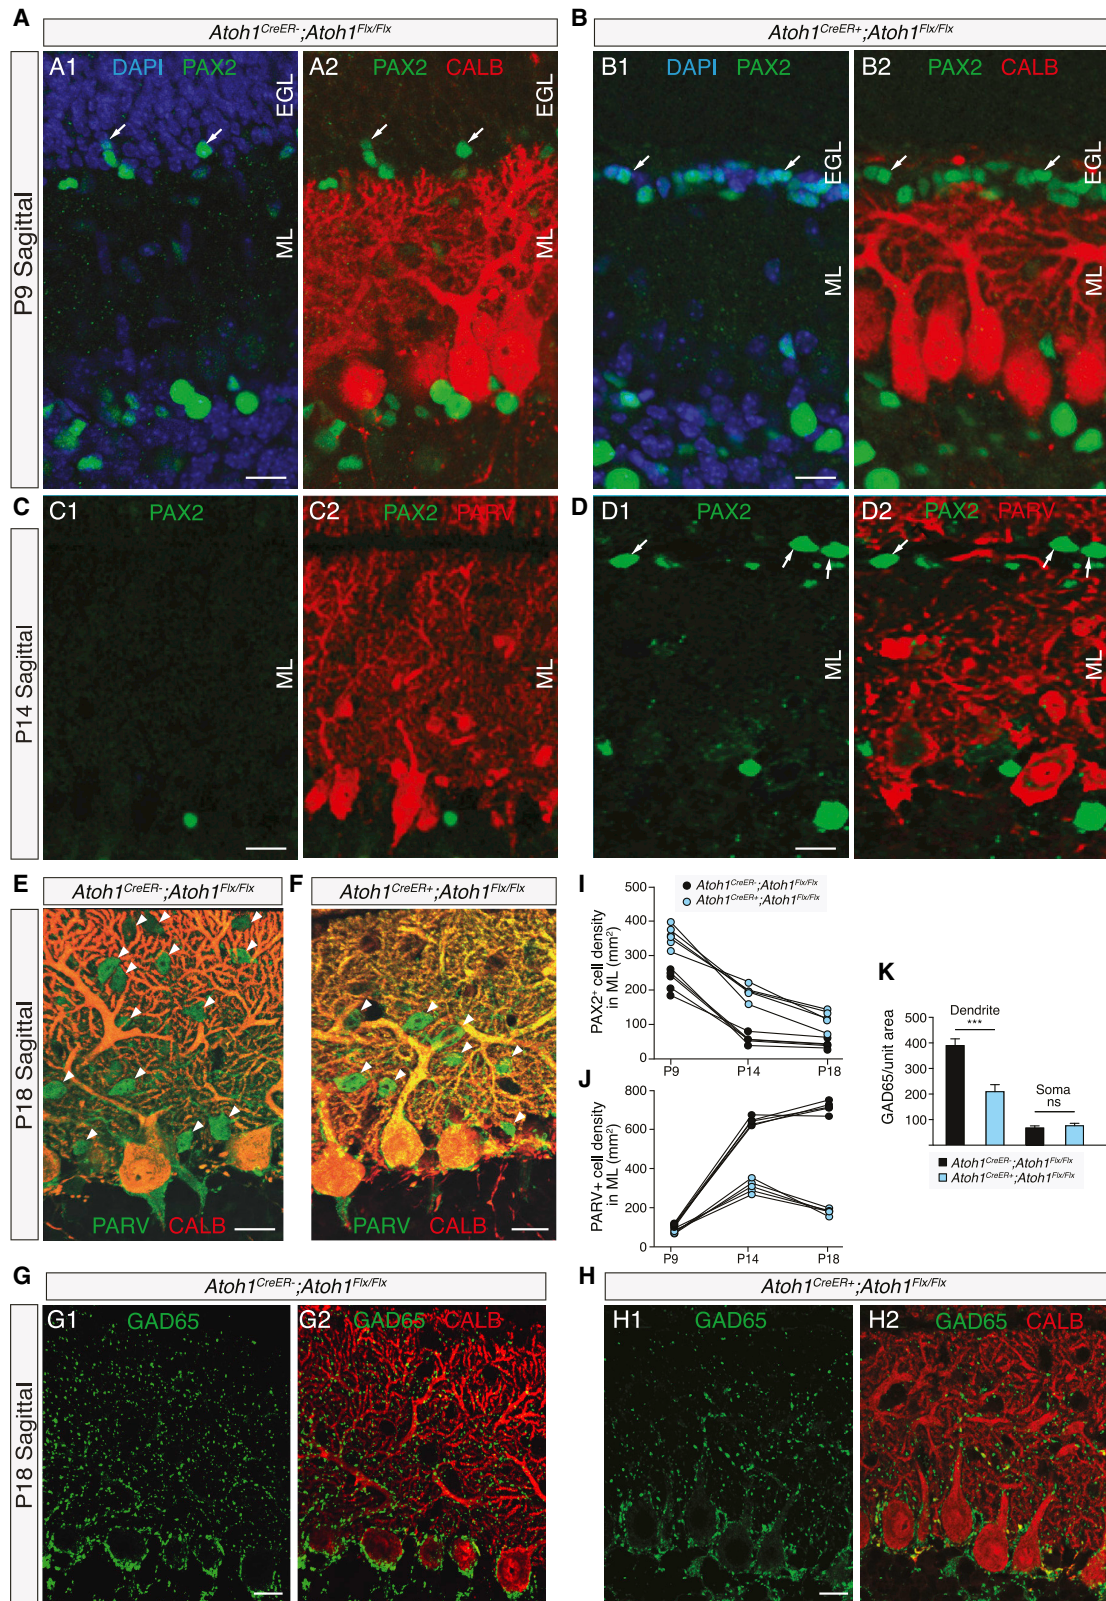 A
Atoh1CreER-;Atoh1Flx/Flx
B
Atoh1CreER+;Atoh1Flx/Flx
P9 Sagittal
A1 DAPI PAX2
EGL
ML
A2 PAX2 CALB
B1 DAPI PAX2
EGL
ML
B2 PAX2 CALB
C
P14 Sagittal
C1 PAX2
ML
C2 PAX2 PARV
D
D1 PAX2
ML
D2 PAX2 PARV
E
Atoh1CreER-;Atoh1Flx/Flx
F
Atoh1CreER+;Atoh1Flx/Flx
P18 Sagittal
PARV CALB
PARV CALB
I
Atoh1CreER-;Atoh1Flx/Flx
Atoh1CreER+;Atoh1Flx/Flx
PAX2+ cell density
in ML (mm2)
500
400
300
200
100
0
P9 P14 P18
J
PARV+ cell density
in ML (mm2)
800
600
400
200
0
P9 P14 P18
K
GAD65/unit area
500
400
300
200
100
Dendrite
***
Soma
ns
Atoh1CreER-;Atoh1Flx/Flx
Atoh1CreER+;Atoh1Flx/Flx
G
Atoh1CreER-;Atoh1Flx/Flx
H
Atoh1CreER+;Atoh1Flx/Flx
P18 Sagittal
G1 GAD65
G2 GAD65 CALB
H1 GAD65
H2 GAD65 CALB